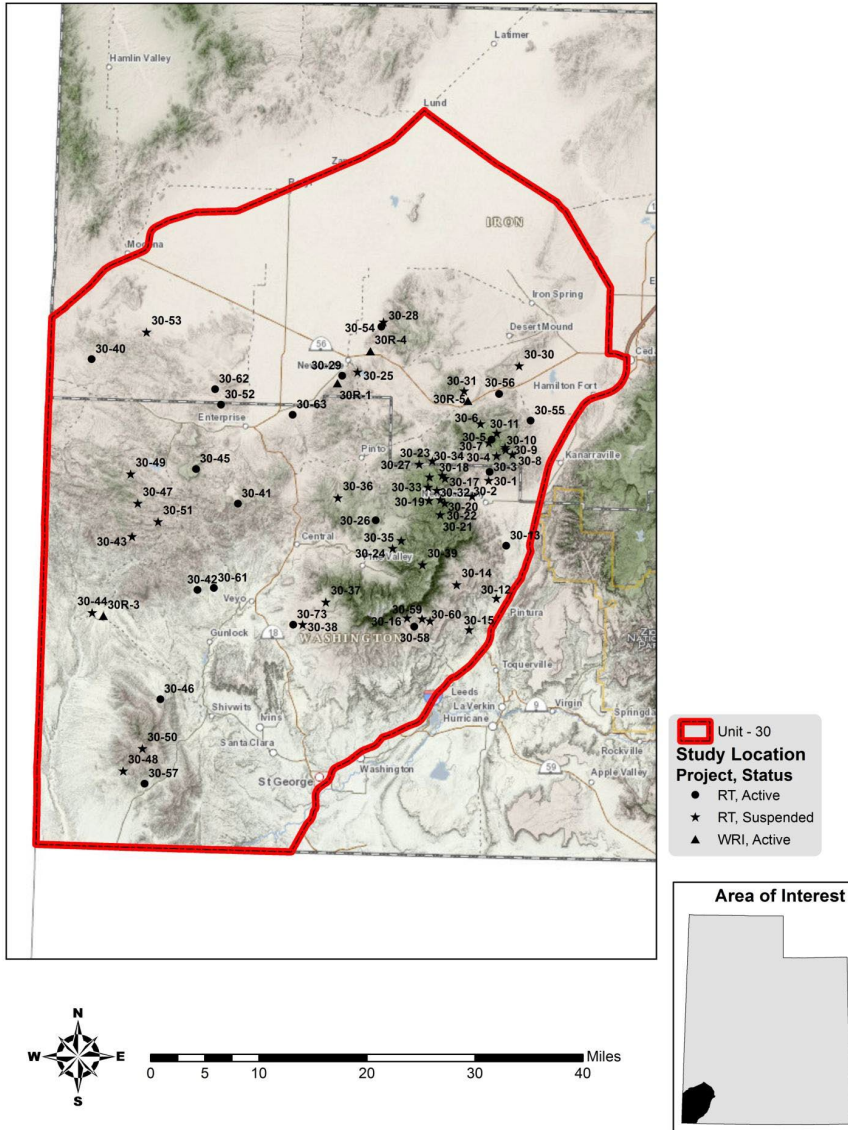 Latimer
Hamlin Valley
Lund
IRON
Modena
Iron Spring
30-53
30-28
30-54
Desert Mound
30-40
56
30R-4
30-30
30-29
30-25
30-31
30-62
30R-1
30-56
Hamilton Fort
30-52
30R-5
30-63
30-6
30-11
30-55
Enterprise
30-5
30-10
30-7
30-9
Pinto
30-23
30-34
30-4
30-8
Kanarraville
30-45
30-27
30-18
30-3
30-49
30-17
30-1
30-33
30-32
30-2
30-47
30-41
30-36
30-19
30-20
30-51
30-26
30-22
30-21
30-43
Central
30-35
30-13
30-24
Valley
30-39
30-42
30-61
30-14
30-37
30-12
30-44
30R-3
Veyo
Pintura
30-73
30-59
30-60
30-16
30-15
Gunlock
18
30-38
WASHINGTON
30-58
Toquerville
30-46
Leeds
La Verkin
9
Virgin
Shivwits
Ivins
Hurricane
30-50
Santa Clara
Rockville
30-48
Washington
59
30-57
St George
Apple Valley
Unit - 30
Study Location
Project, Status
RT, Active
RT, Suspended
WRI, Active
Area of Interest
N
W
E
S
Miles
0 5 10 20 30 40